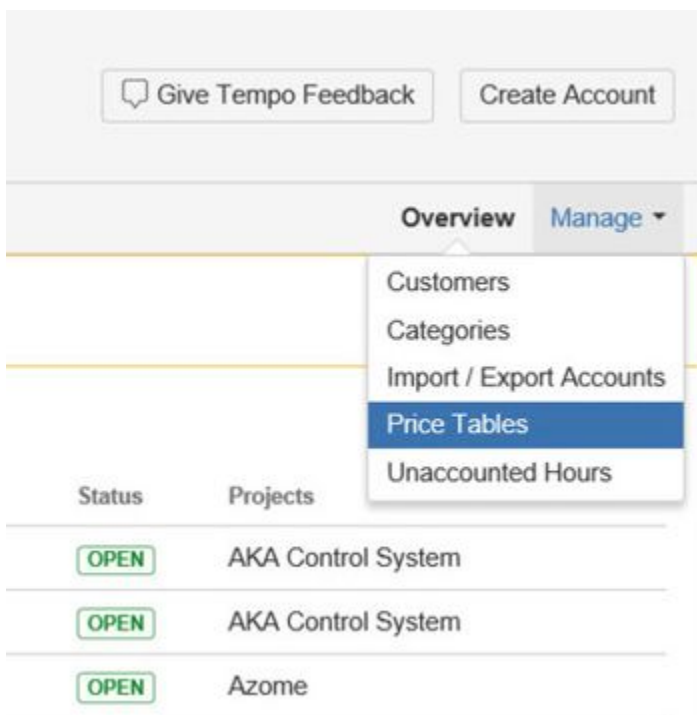 Give Tempo Feedback Create Account
Overview Manage
Customers
Categories
Import / Export Accounts
Price Tables
Unaccounted Hours
Status Projects
OPEN AKA Control System
OPEN AKA Control System
OPEN Azome